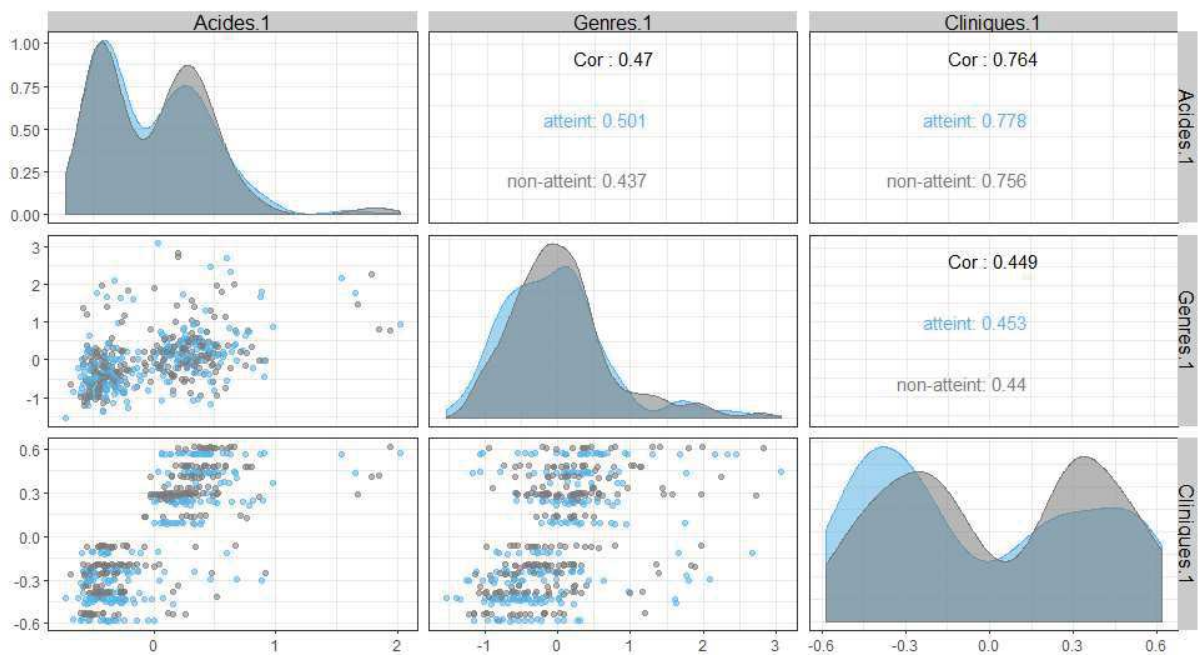 Acides.1 Genres.1 Cliniques.1
1.00
0.75
0.50
0.25
0.00
Cor : 0.47
atteint: 0.501
non-atteint: 0.437
Cor : 0.764
atteint: 0.778
non-atteint: 0.756
Acides.1
3
2
1
0
-1
Cor : 0.449
atteint: 0.453
non-atteint: 0.44
Genres.1
0.6
0.3
0.0
-0.3
-0.6
Cliniques.1
0 1 2
-1 0 1 2 3
-0.6 -0.3 0.0 0.3 0.6